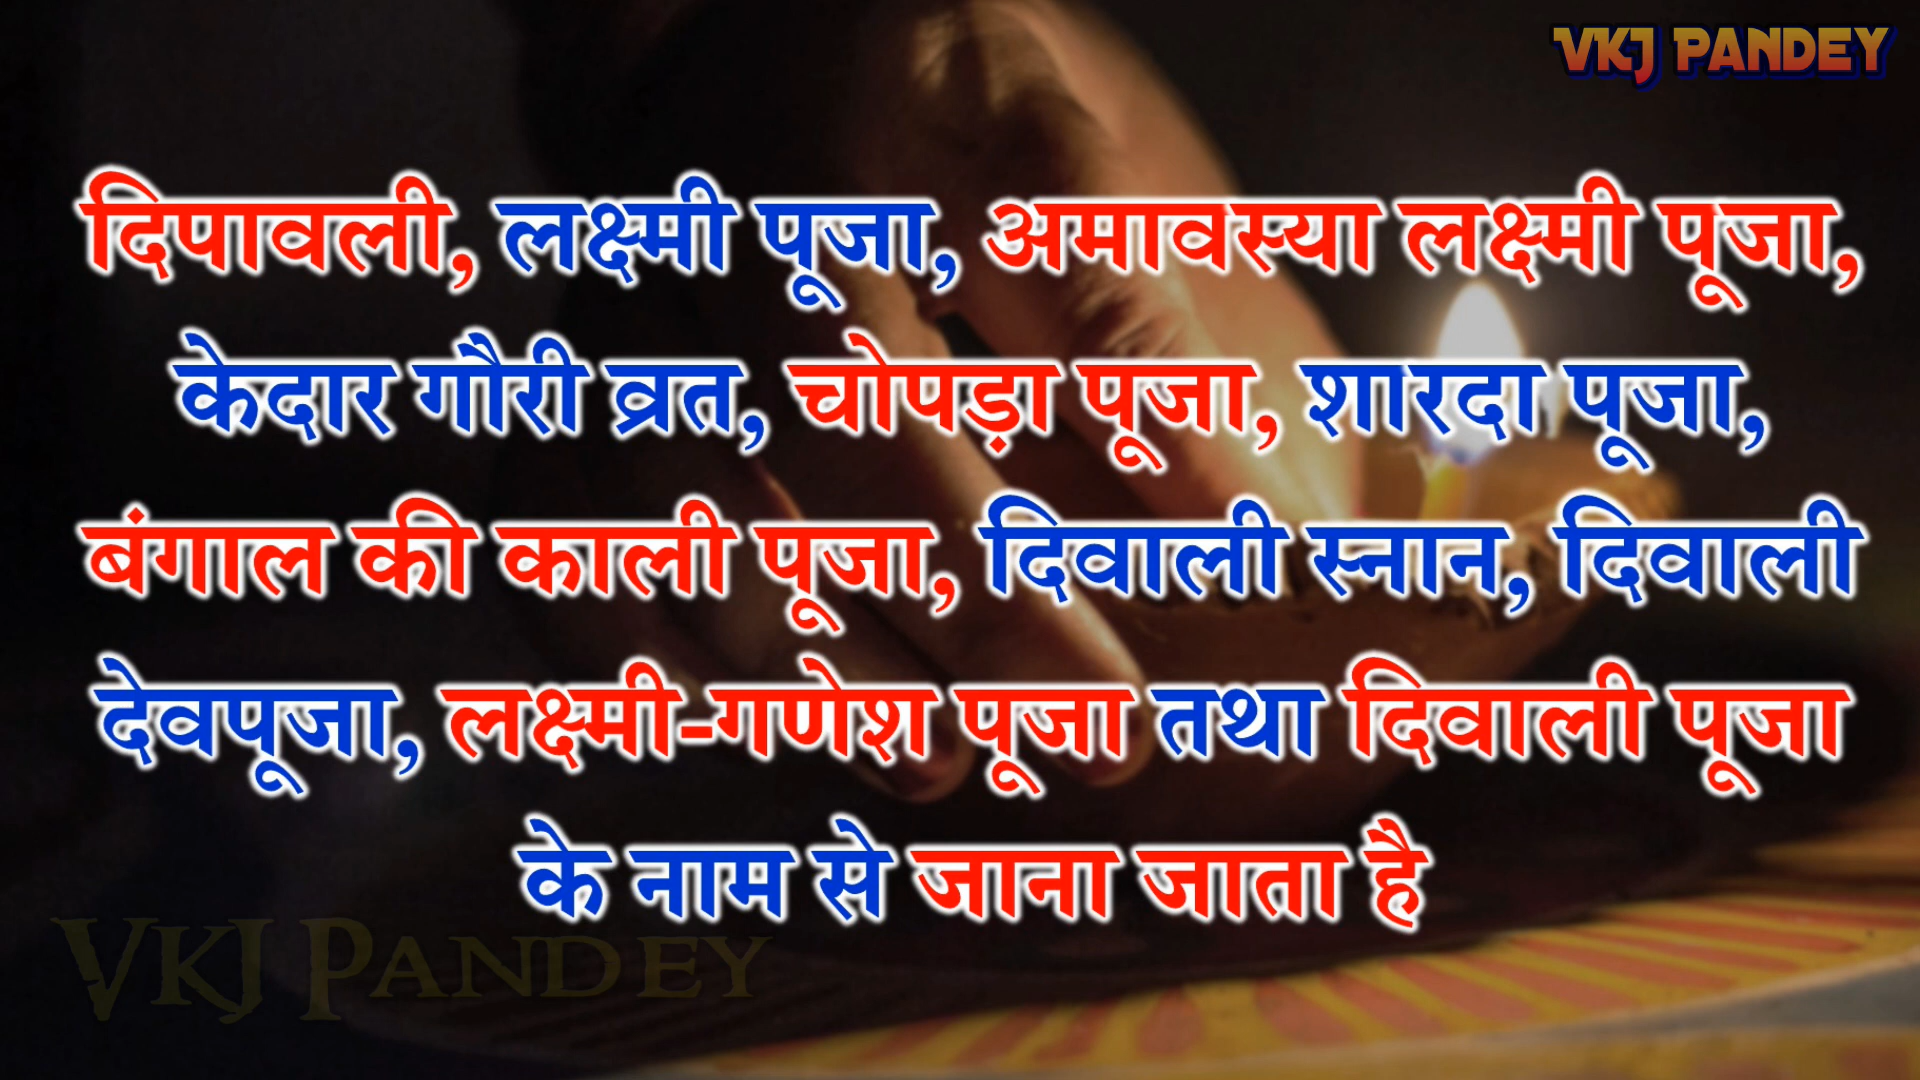 VKJ PANDEY
दिपावली, लक्ष्मी पूजा, अमावस्या लक्ष्मी पूजा,
केदार गौरी व्रत, चोपड़ा पूजा, शारदा पूजा,
बंगाल की काली पूजा, दिवाली स्नान, दिवाली
देवपूजा, लक्ष्मी-गणेश पूजा तथा दिवाली पूजा
के नाम से जाना जाता है
VKJ PANDEY